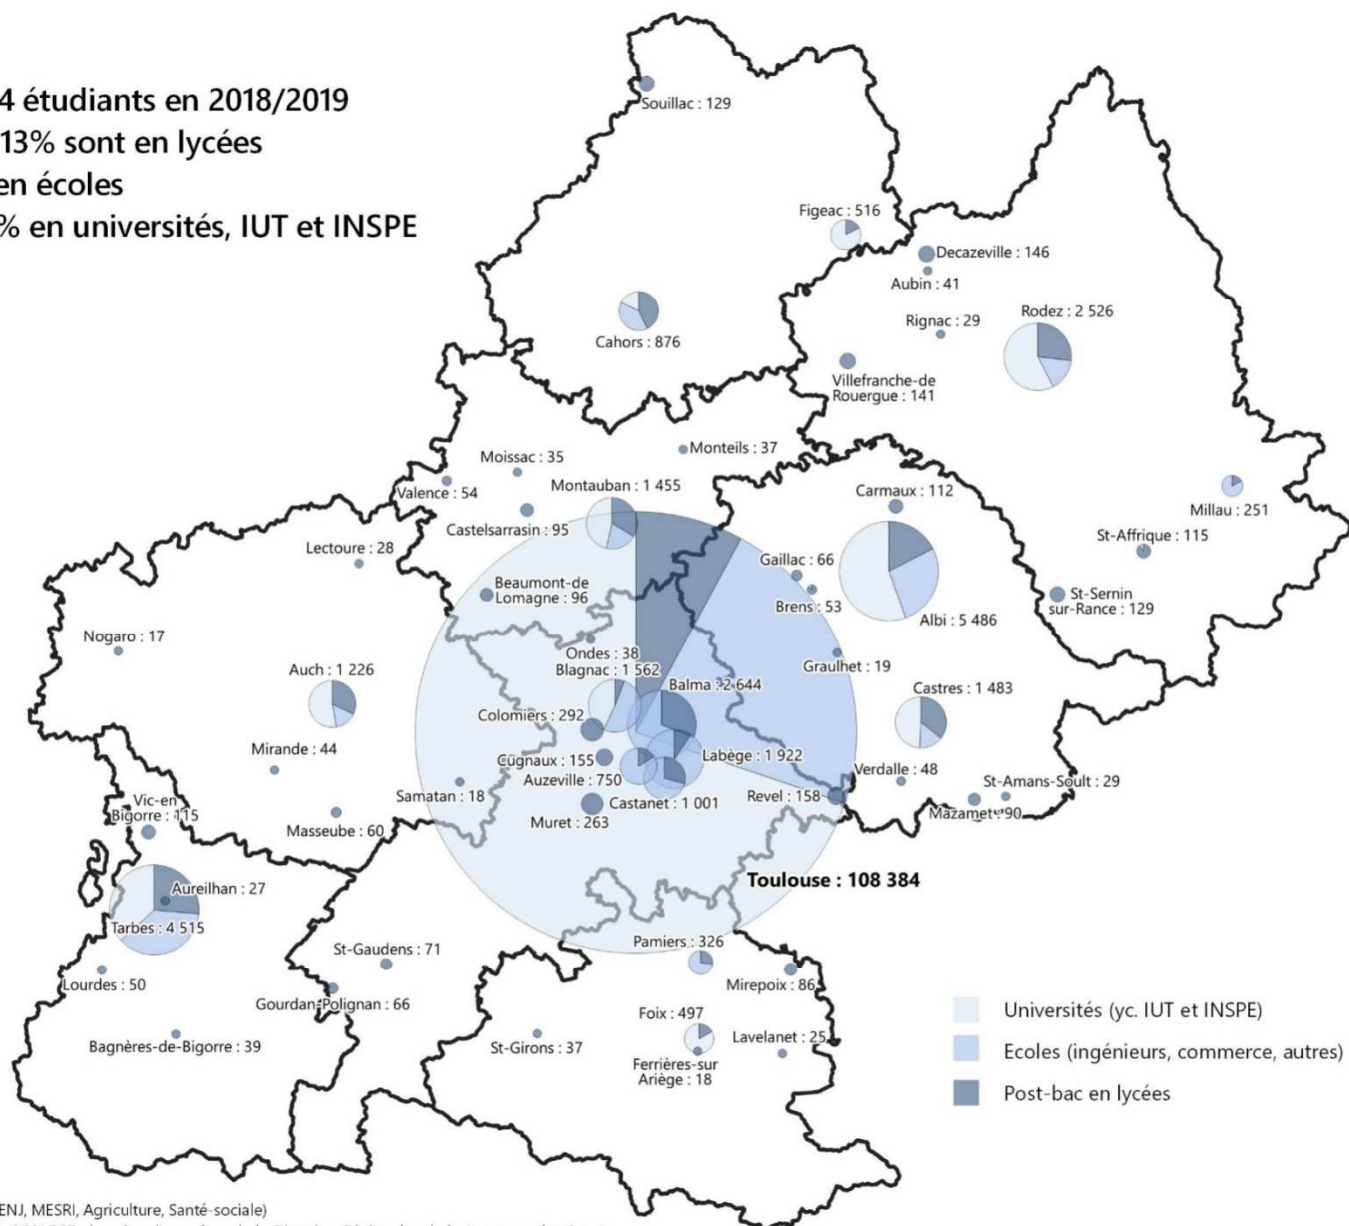 4 étudiants en 2018/2019
13% sont en lycées
en écoles
% en universités, IUT et INSPE
Souillac : 129
Figeac : 516
Decazeville : 146
Aubin : 41
Rignac : 29
Rodez : 2 526
Cahors : 876
Villefranche-de
Rouergue : 141
Monteils : 37
Moissac : 35
Valence : 54
Montauban : 1 455
Castelsarrasin : 95
Carmaux : 112
Millau : 251
St-Affrique : 115
Lectoure : 28
Gaillac : 66
Beaumont-de
Lomagne : 96
Brens : 53
Albi : 5 486
St-Sernin
sur-Rance : 129
Nogaro : 17
Ondes : 38
Blagnac : 1 562
Graulhet : 19
Auch : 1 226
Balma : 2 644
Castres : 1 483
Colomiers : 292
Mirande : 44
Cugnaux : 155
Labège : 1 922
Auzeville : 750
Verdalle : 48
St-Amans-Soult : 29
Samatan : 18
Castanet : 1 001
Revel : 158
Vic-en
Bigorre : 115
Masseube : 60
Muret : 263
Mazamet : 90
Toulouse : 108 384
Aureilhan : 27
Tarbes : 4 515
St-Gaudens : 71
Pamiers : 326
Lourdes : 50
Gourdan-Polignan : 66
Mirepoix : 86
Foix : 497
Bagnères-de-Bigorre : 39
St-Girons : 37
Lavelanet : 25
Ferrières-sur
Ariège : 18
Universités (yc. IUT et INSPE)
Ecoles (ingénieurs, commerce, autres)
Post-bac en lycées
ENJ, MESRI, Agriculture, Santé-sociale)